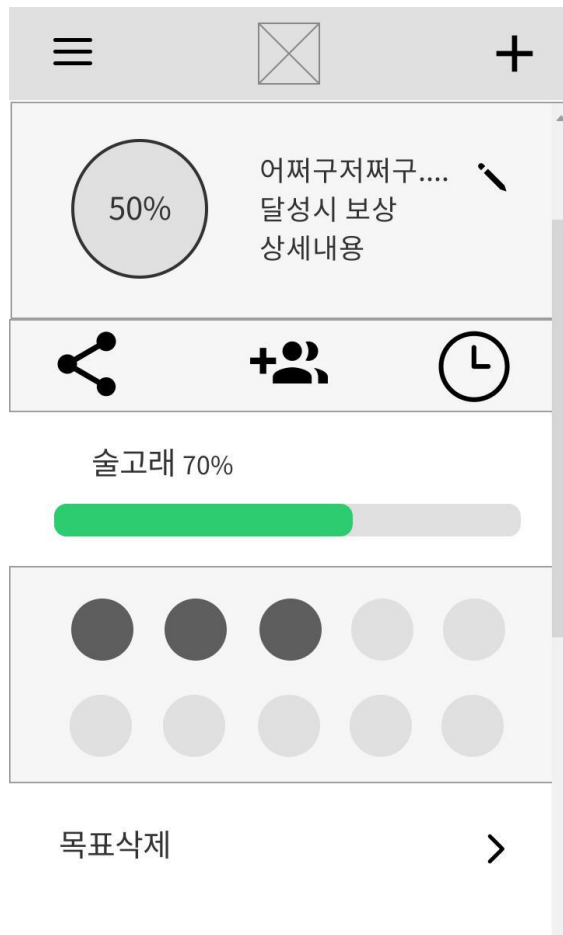 50%
어쩌구저쩌구....
달성시 보상
상세내용
술고래 70%
목표삭제